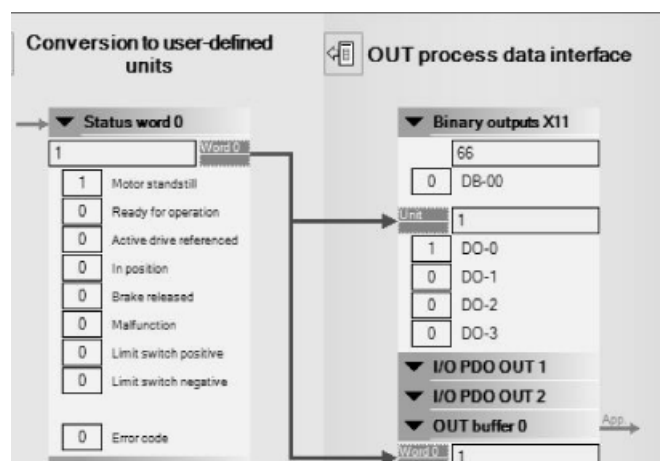 Conversion to user-defined
units
Status word 0
1
Word 0
1 Motor standstill
0 Ready for operation
0 Active drive referenced
0 In position
0 Brake released
0 Malfunction
0 Limit switch positive
0 Limit switch negative
0 Error code
OUT process data interface
Binary outputs X11
66
0 DB-00
Unit
1
1 DO-0
0 DO-1
0 DO-2
0 DO-3
I/O PDO OUT 1
I/O PDO OUT 2
OUT buffer 0
App.
Word 0
1